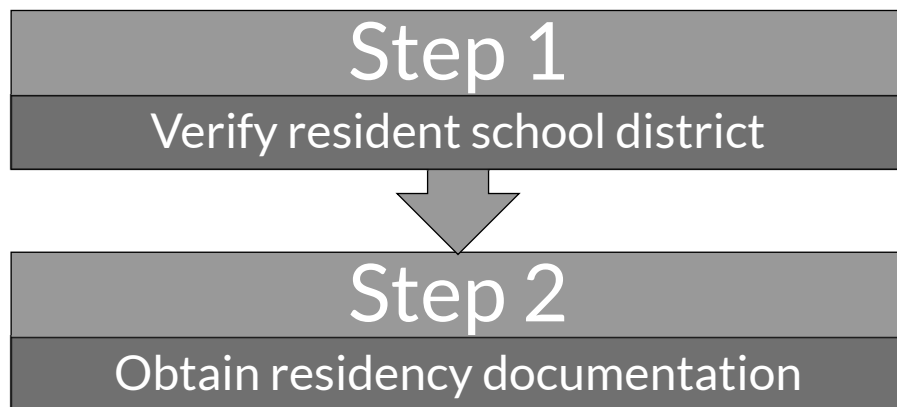 Step 1
Verify resident school district
Step 2
Obtain residency documentation